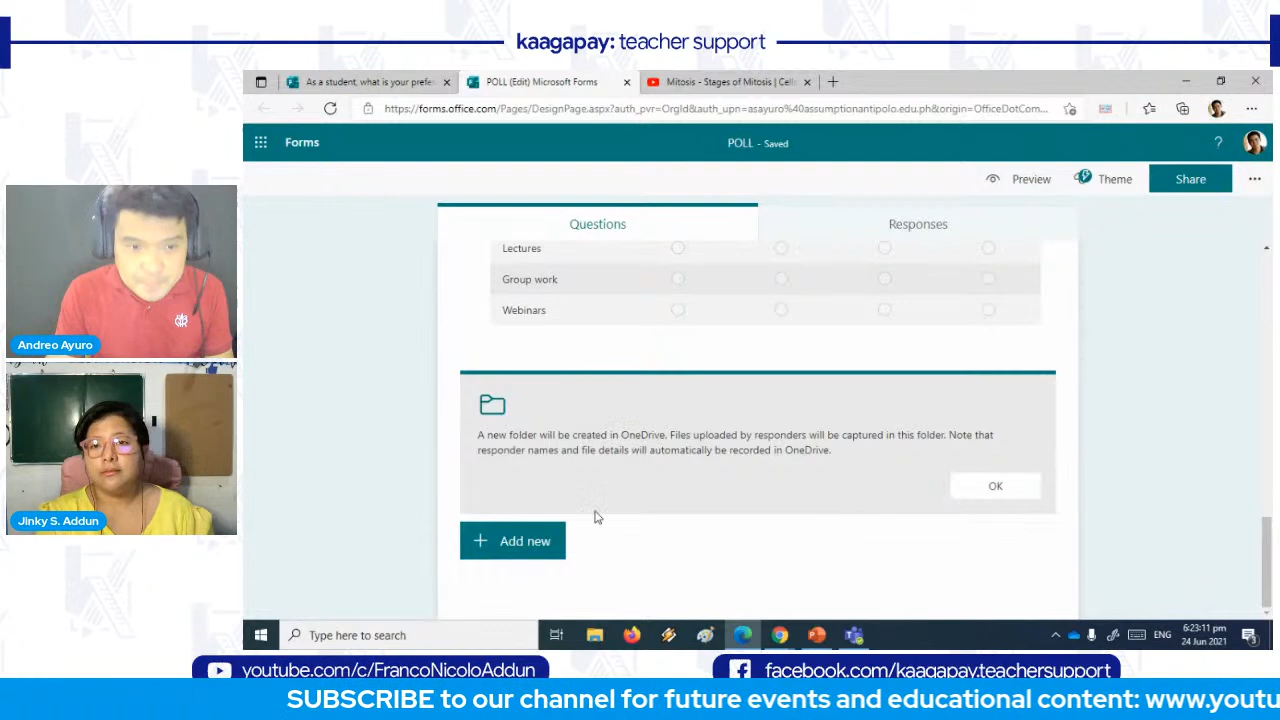 kaagapay: teacher support
As a student, what is your prefe
POLL (Edit) Microsoft Forms
Mitosis - Stages of Mitosis | Cell
https://forms.office.com/Pages/DesignPage.aspx?auth_pvr=OrgId&auth_upn=asayuro%40assumptionantipolo.edu.ph&origin=OfficeDotCom...
Forms
POLL - Saved
?
Preview
Theme
Share
Questions
Responses
Lectures
Group work
Webinars
A new folder will be created in OneDrive. Files uploaded by responders will be captured in this folder. Note that
responder names and file details will automatically be recorded in OneDrive.
OK
Add new
Andreo Ayuro
Jinky S. Addun
Type here to search
ENG
6:23:11 pm
24 Jun 2021
3
youtube.com/c/FrancoNicoloAddun
facebook.com/kaagapay.teachersupport
SUBSCRIBE to our channel for future events and educational content: www.youtu